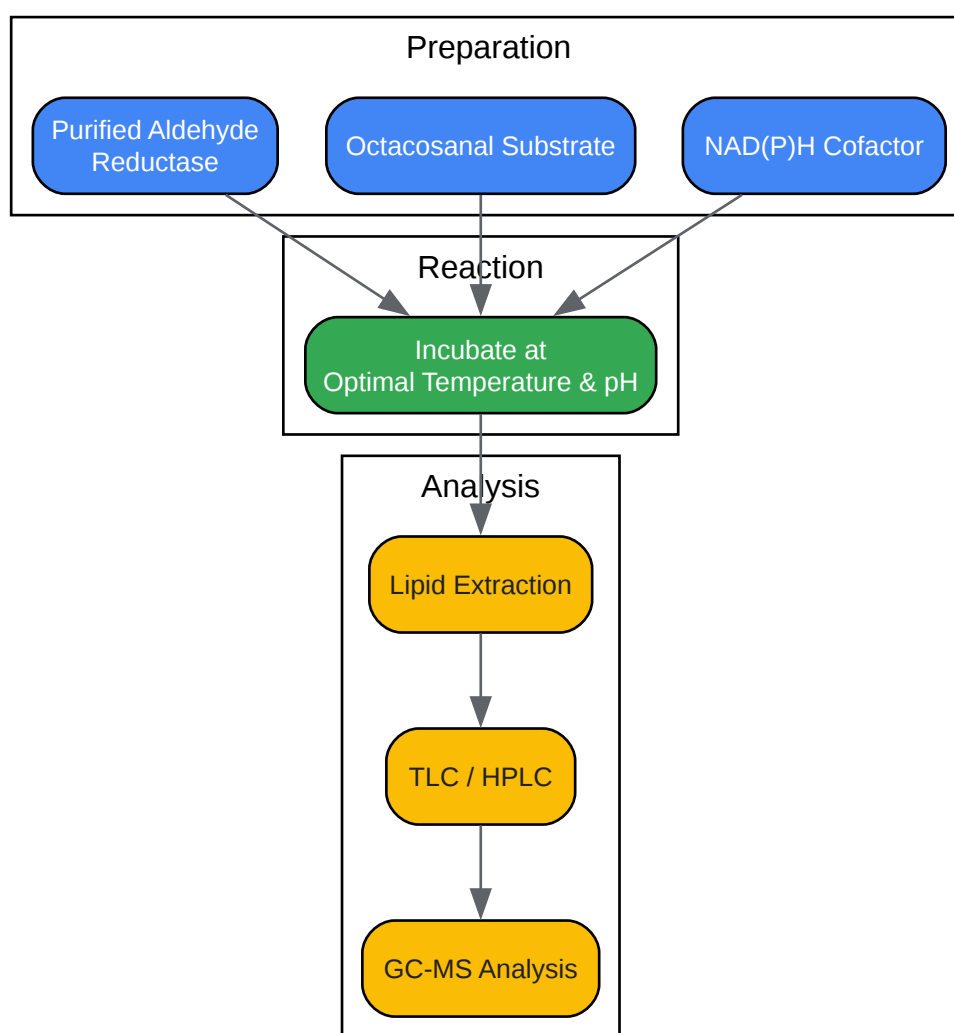 Preparation
Purified Aldehyde
Reductase
Octacosanal Substrate
NAD(P)H Cofactor
Reaction
Incubate at
Optimal Temperature & pH
Analysis
Lipid Extraction
TLC / HPLC
GC-MS Analysis